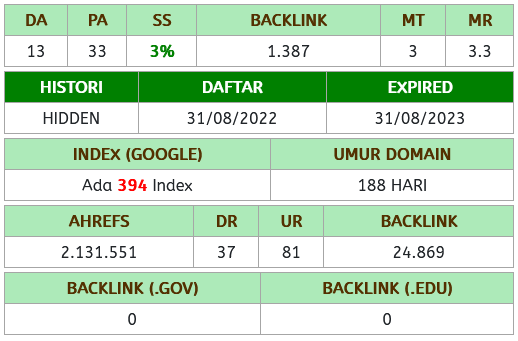 DA PA SS BACKLINK MT MR
13 33 3% 1.387 3 3.3
HISTORI DAFTAR EXPIRED
HIDDEN 31/08/2022 31/08/2023
INDEX (GOOGLE) UMUR DOMAIN
Ada 394 Index 188 HARI
AHREFS DR UR BACKLINK
2.131.551 37 81 24.869
BACKLINK (.GOV) BACKLINK (.EDU)
0 0